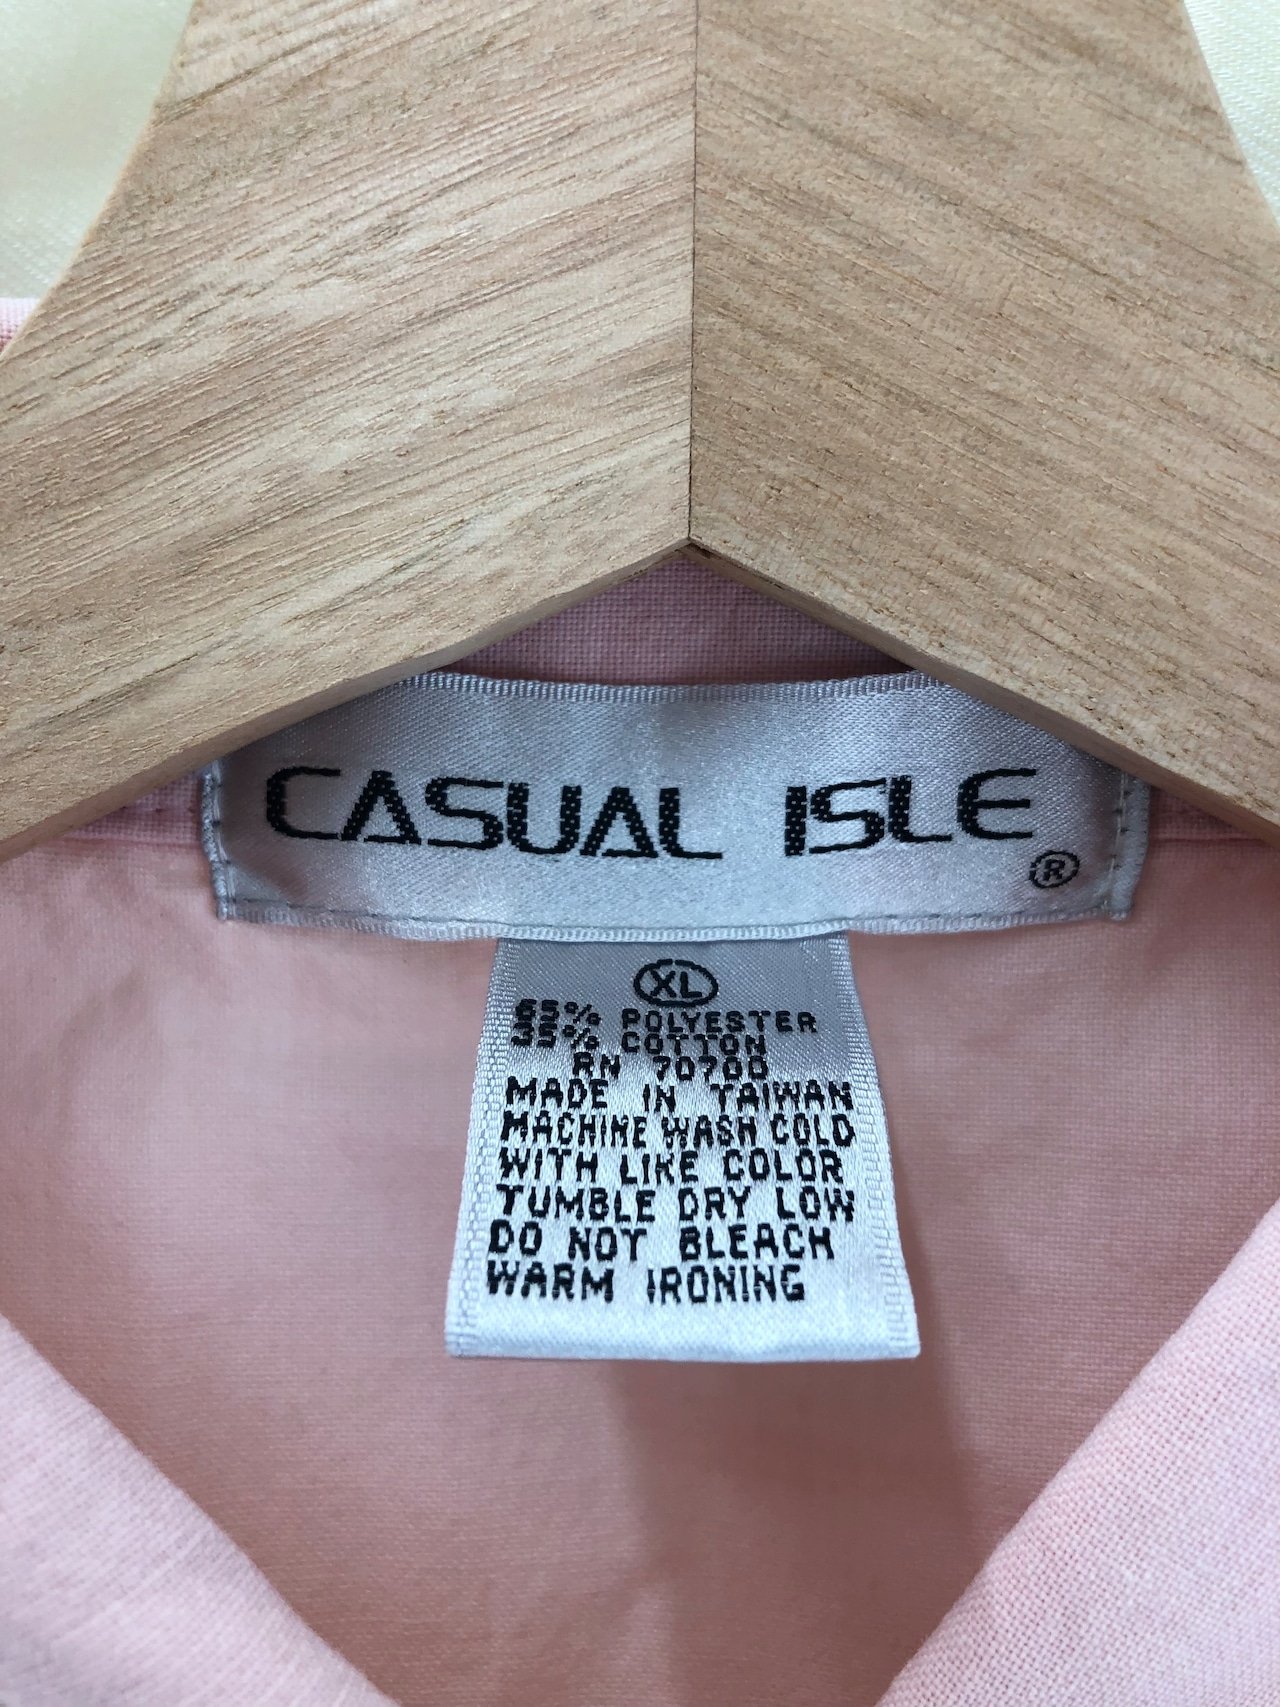 CASUAL ISLE
®
XL
65% POLYESTER
35% COTTON
RN 70700
MADE IN TAIWAN
MACHINE WASH COLD
WITH LIKE COLOR
TUMBLE DRY LOW
DO NOT BLEACH
WARM IRONING